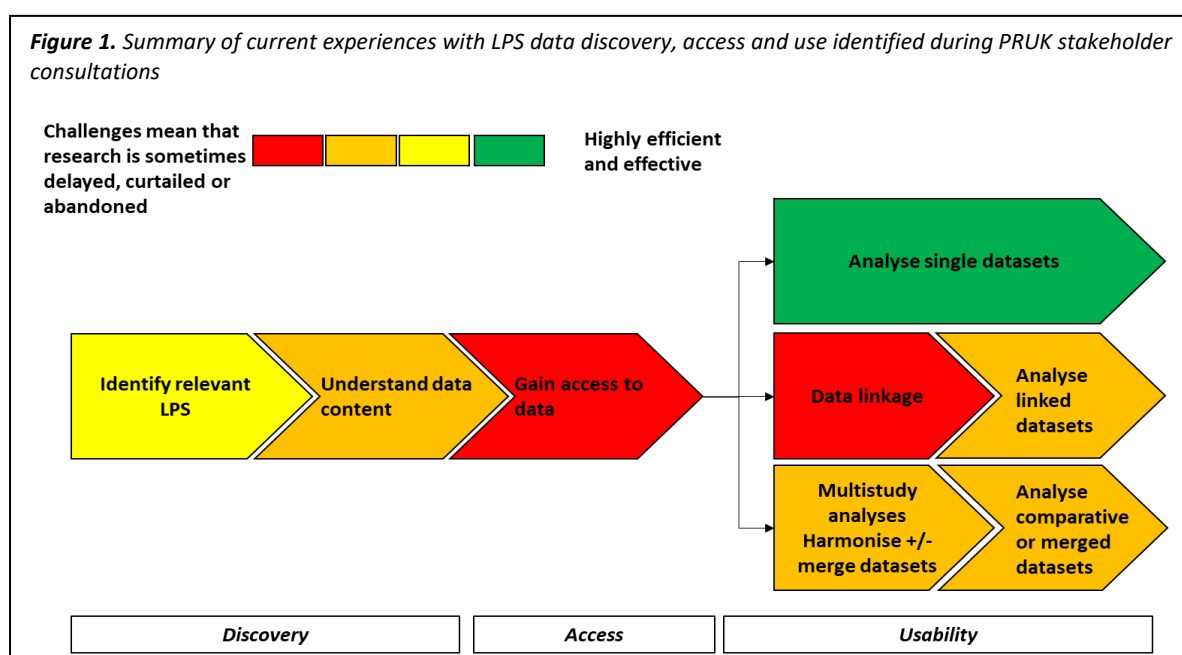 Figure 1. Summary of current experiences with LPS data discovery, access and use identified during PRUK stakeholder
consultations
Challenges mean that
research is sometimes
delayed, curtailed or
abandoned
Highly efficient
and effective
Analyse single datasets
Identify relevant
LPS
Understand data
content
Gain access to
data
Data linkage
Analyse
linked
datasets
Multistudy
analyses
Harmonise +/-
merge datasets
Analyse
comparative
or merged
datasets
Discovery
Access
Usability